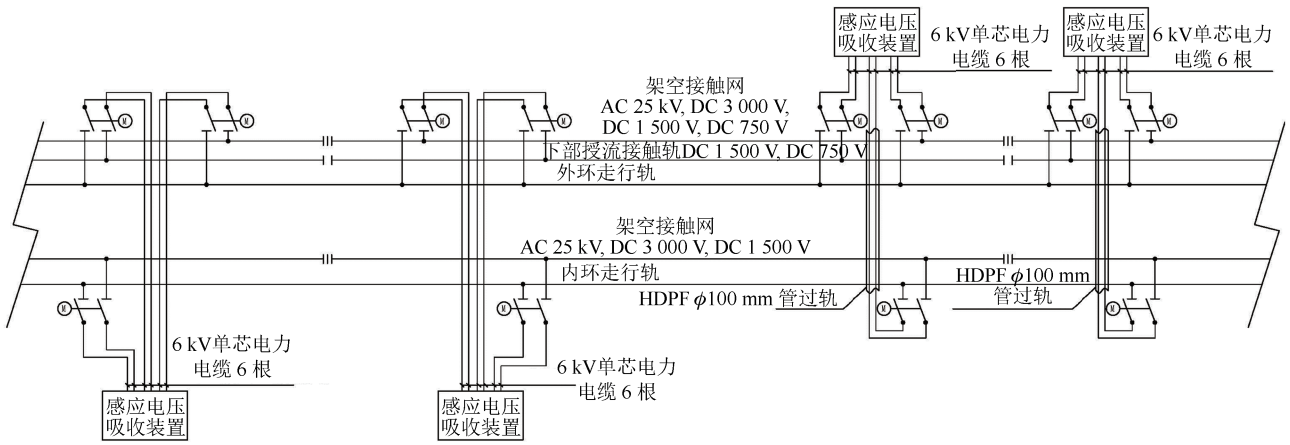 感应电压
吸收装置
6 kV单芯电力
电缆 6 根
感应电压
吸收装置
6 kV单芯电力
电缆 6 根
架空接触网
AC 25 kV, DC 3 000 V,
DC 1 500 V, DC 750 V
M
M
M
M
M
M
M
M
下部授流接触轨DC 1 500 V, DC 750 V
外环走行轨
架空接触网
AC 25 kV, DC 3 000 V, DC 1 500 V
内环走行轨
HDPF ϕ100 mm 管过轨
HDPF ϕ100 mm
管过轨
M
M
M
M
6 kV单芯电力
电缆 6 根
6 kV单芯电力
电缆 6 根
感应电压
吸收装置
感应电压
吸收装置